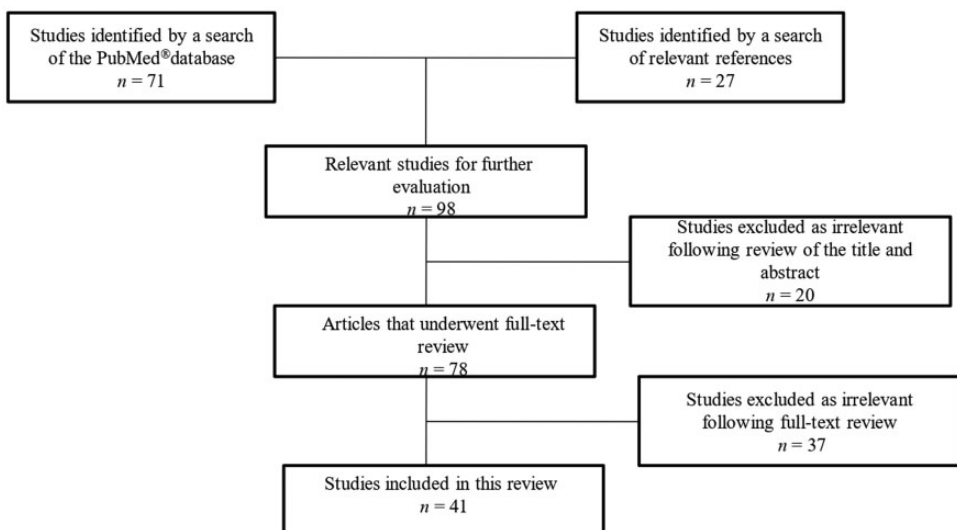 Studies identified by a search
of the PubMed®database
n = 71
Studies identified by a search
of relevant references
n = 27
Relevant studies for further
evaluation
n = 98
Studies excluded as irrelevant
following review of the title and
abstract
n = 20
Articles that underwent full-text
review
n = 78
Studies excluded as irrelevant
following full-text review
n = 37
Studies included in this review
n = 41